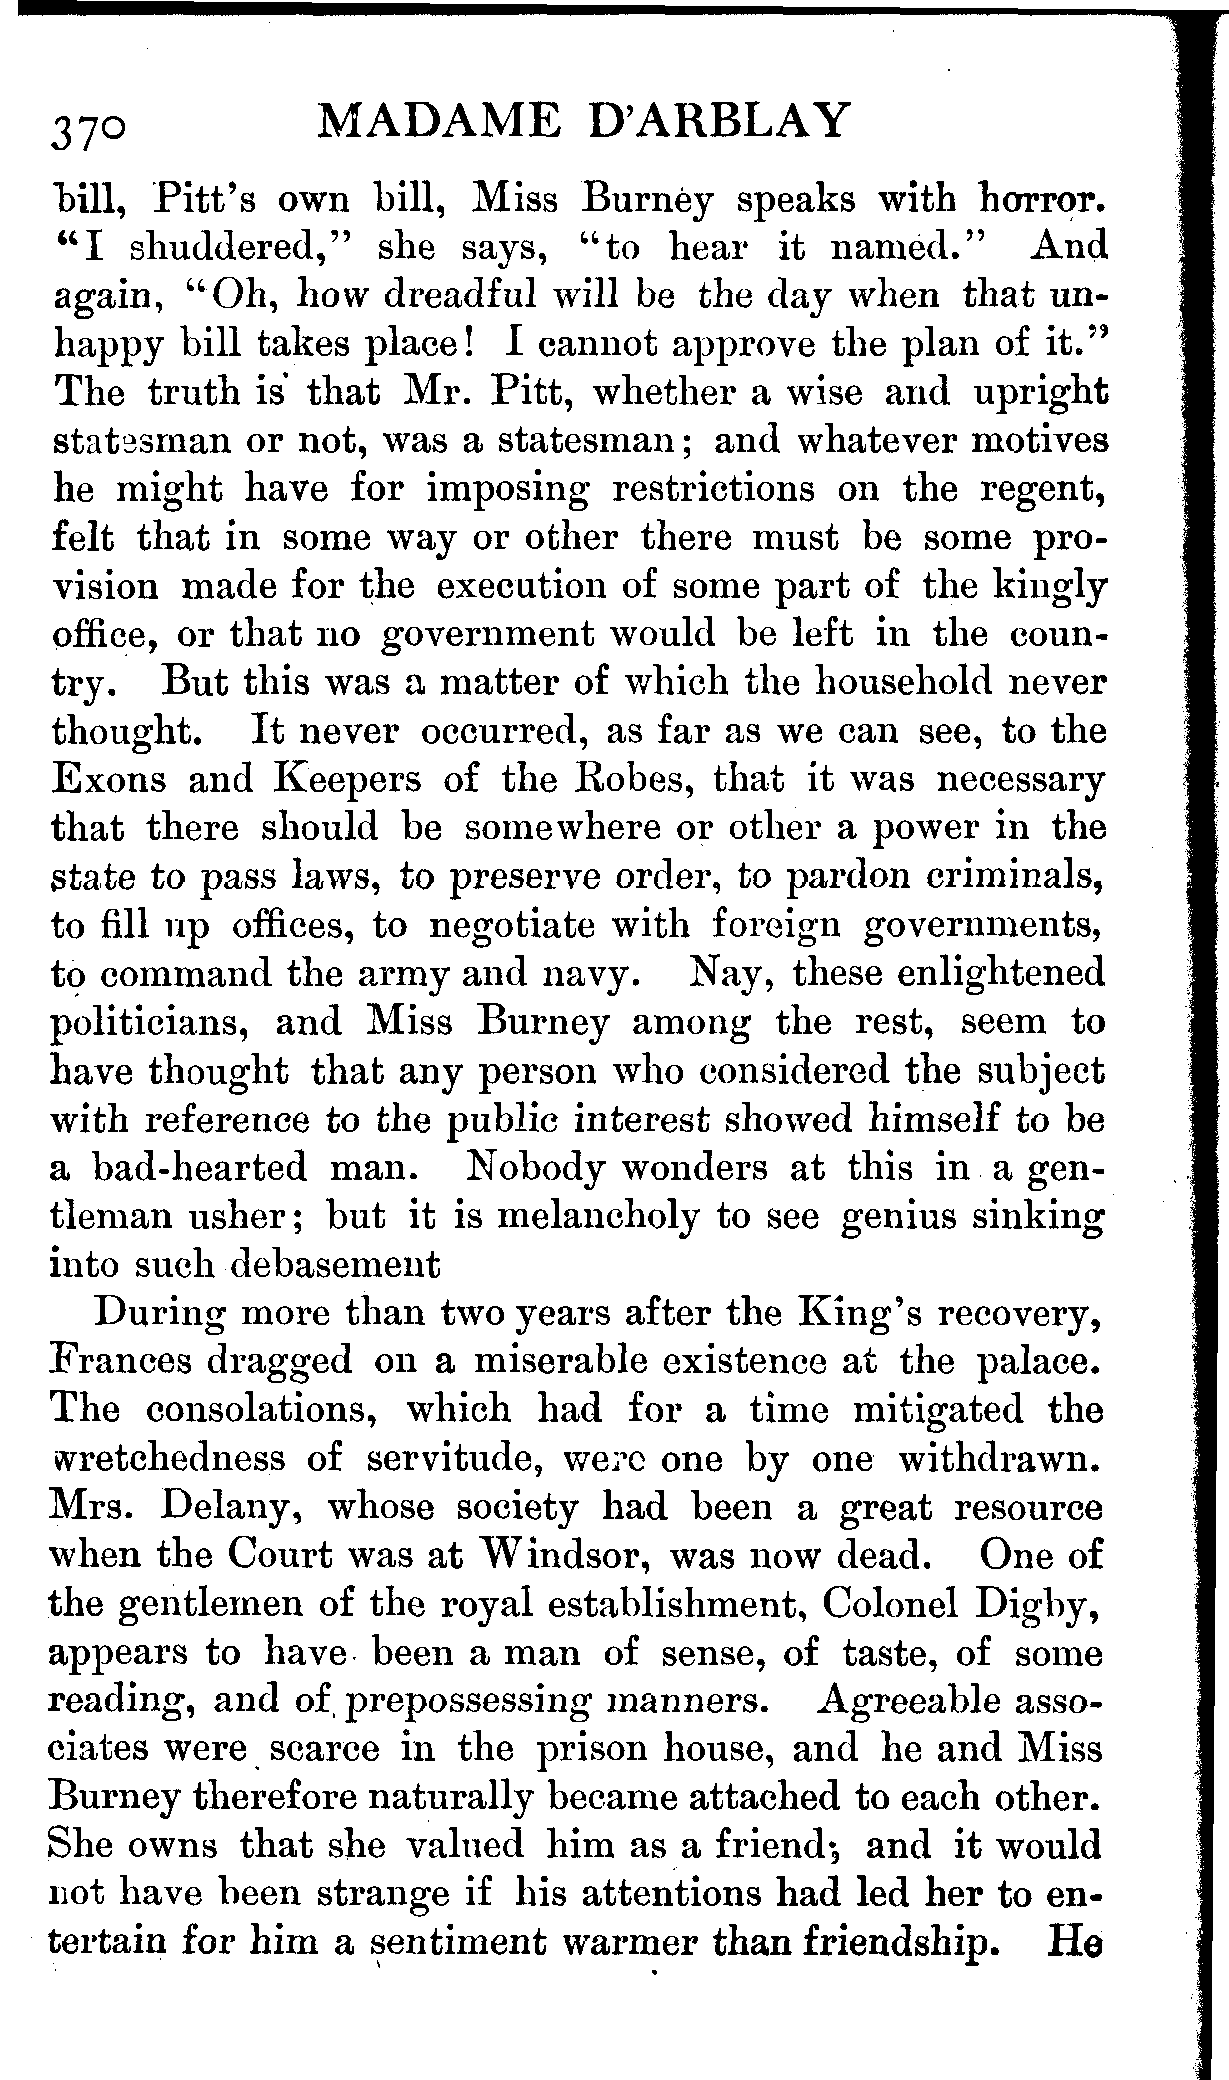 370 MADAME D'ARBLAY
bill, Pitt's own bill, Miss Burney speaks with horror.
"I shuddered," she says, "to hear it named." And
again, "Oh, how dreadful will be the day when that un-
happy bill takes place! I cannot approve the plan of it."
The truth is that Mr. Pitt, whether a wise and upright
statesman or not, was a statesman; and whatever motives
he might have for imposing restrictions on the regent,
felt that in some way or other there must be some pro-
vision made for the execution of some part of the kingly
office, or that no government would be left in the coun-
try. But this was a matter of which the household never
thought. It never occurred, as far as we can see, to the
Exons and Keepers of the Robes, that it was necessary
that there should be somewhere or other a power in the
state to pass laws, to preserve order, to pardon criminals,
to fill up offices, to negotiate with foreign governments,
to command the army and navy. Nay, these enlightened
politicians, and Miss Burney among the rest, seem to
have thought that any person who considered the subject
with reference to the public interest showed himself to be
a bad-hearted man. Nobody wonders at this in a gen-
tleman usher; but it is melancholy to see genius sinking
into such debasement
During more than two years after the King's recovery,
Frances dragged on a miserable existence at the palace.
The consolations, which had for a time mitigated the
wretchedness of servitude, were one by one withdrawn.
Mrs. Delany, whose society had been a great resource
when the Court was at Windsor, was now dead. One of
the gentlemen of the royal establishment, Colonel Digby,
appears to have been a man of sense, of taste, of some
reading, and of prepossessing manners. Agreeable asso-
ciates were scarce in the prison house, and he and Miss
Burney therefore naturally became attached to each other.
She owns that she valued him as a friend; and it would
not have been strange if his attentions had led her to en-
tertain for him a sentiment warmer than friendship. He